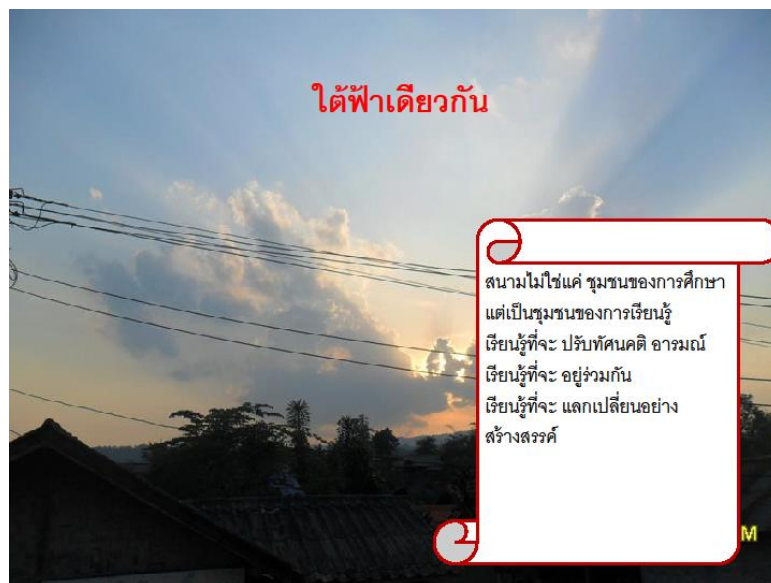 ใต้ฟ้าเดียวกัน
สนามไม่ใช่แค่ ชุมชนของการศึกษา
แต่เป็นชุมชนของการเรียนรู้
เรียนรู้ที่จะ ปรับทัศนคติ อารมณ์
เรียนรู้ที่จะ อยู่ร่วมกัน
เรียนรู้ที่จะ แลกเปลี่ยนอย่าง
สร้างสรรค์
M